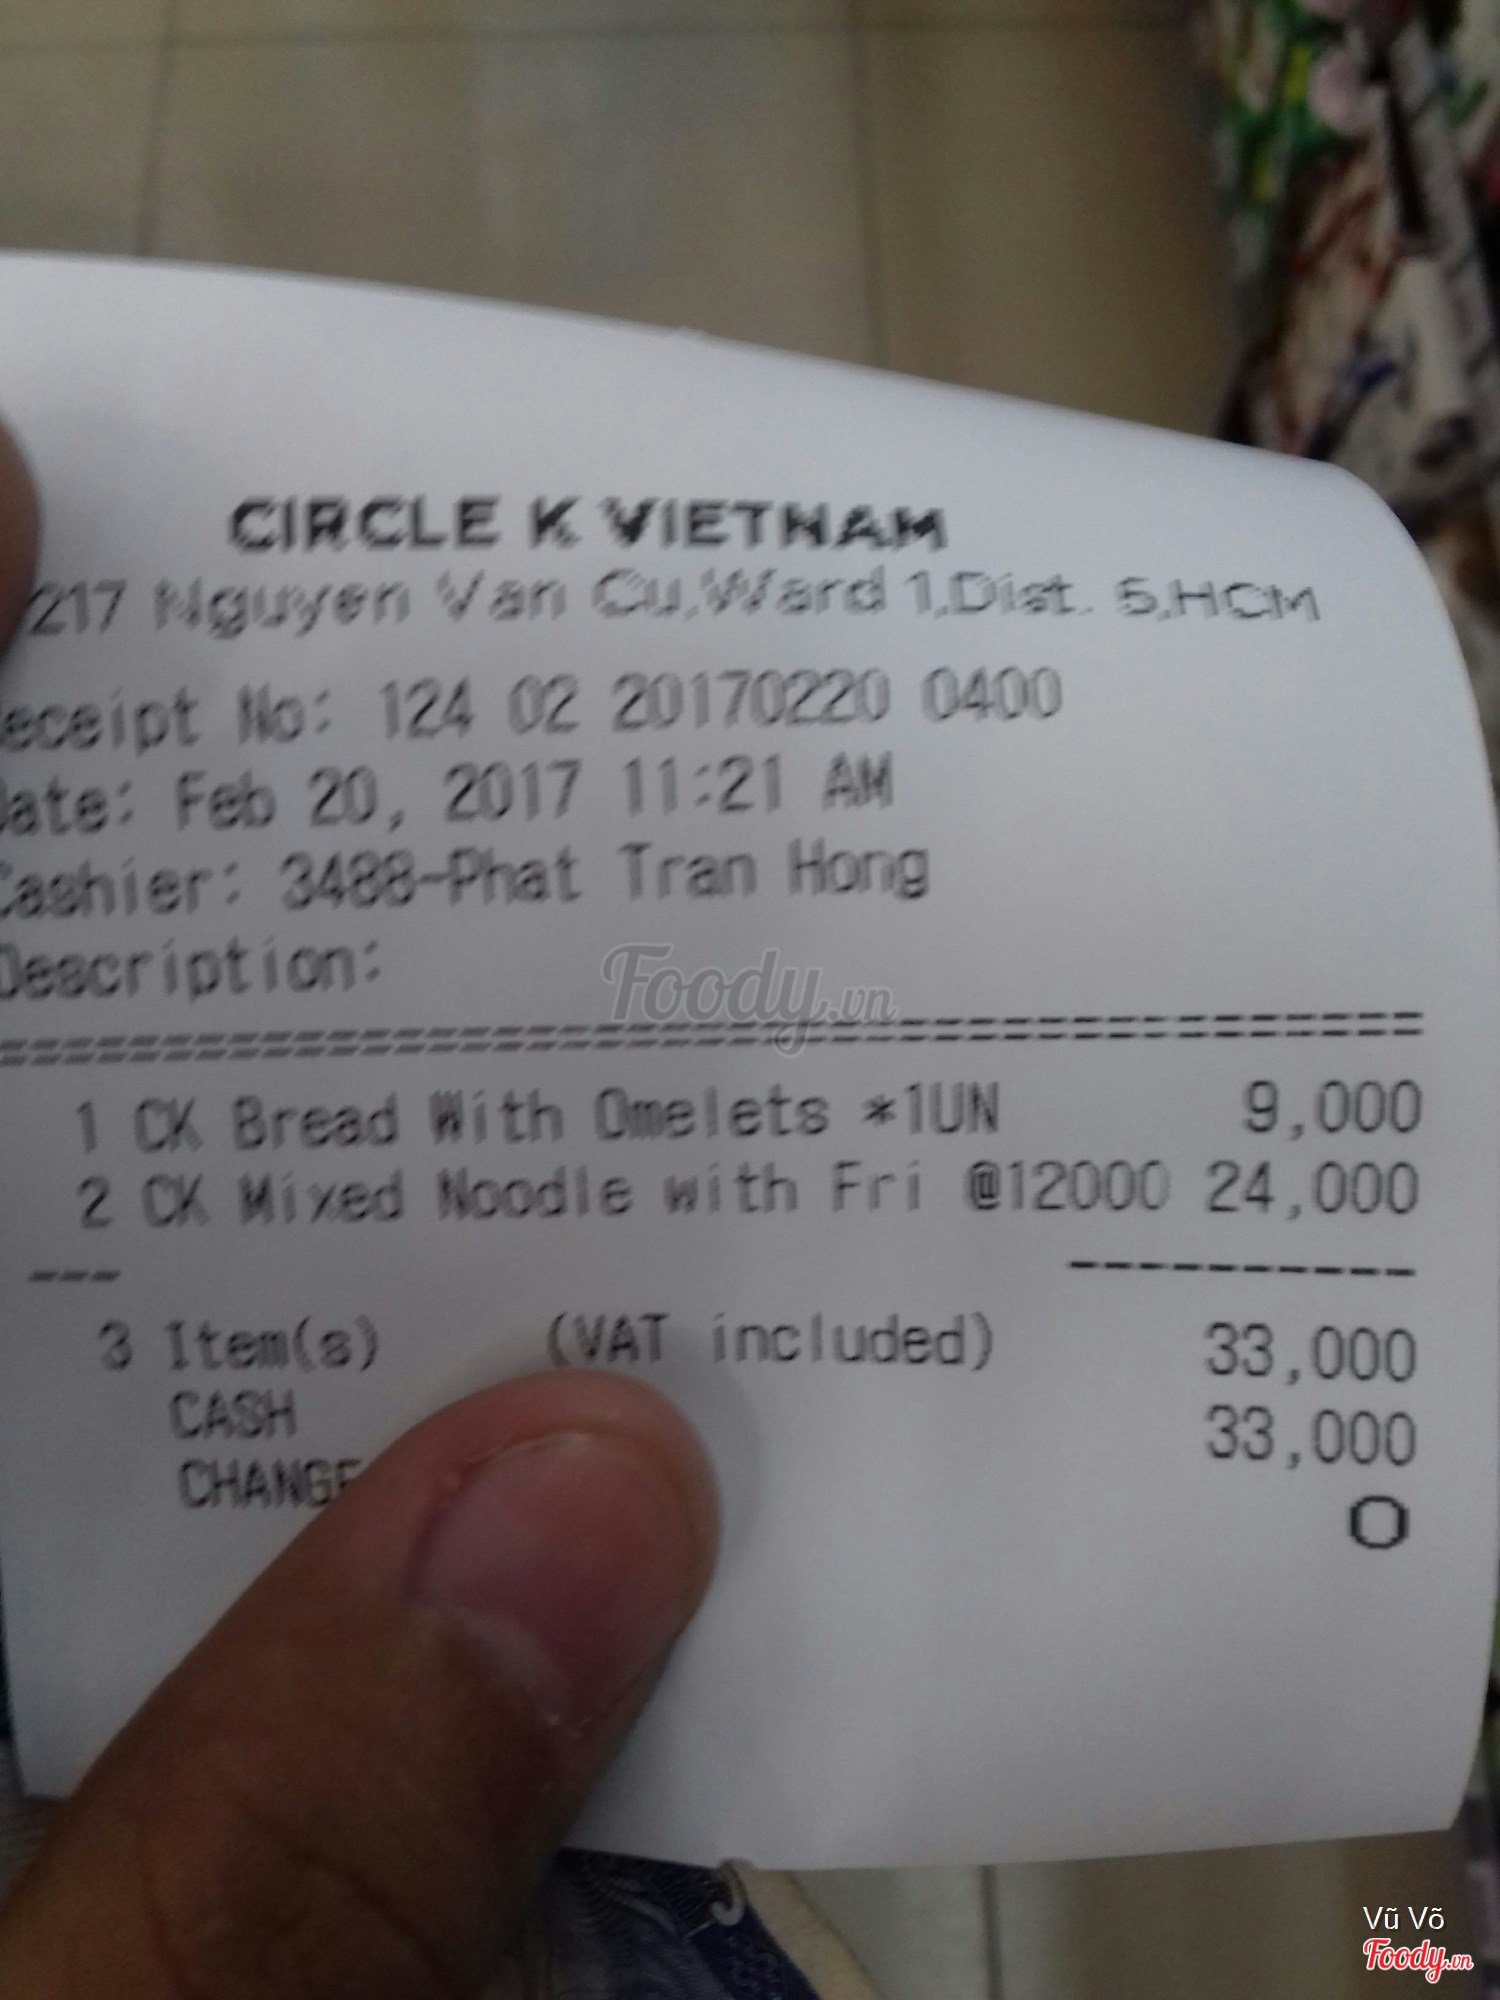 CIRCLE K VIETNAM
217 Nguyen Van Cu,Ward 1,Dist. 5,HCM
eceipt No: 124 02 20170220 0400
Date: Feb 20, 2017 11:21 AM
Cashier: 3488-Phat Tran Hong
Description:
Foody.vn
1 CK Bread With Omelets *1UN 9,000
2 CK Mixed Noodle with Fri @12000 24,000
3 Item(s) (VAT included) 33,000
CASH 33,000
CHANGE 0
Vũ Võ
Foody.vn